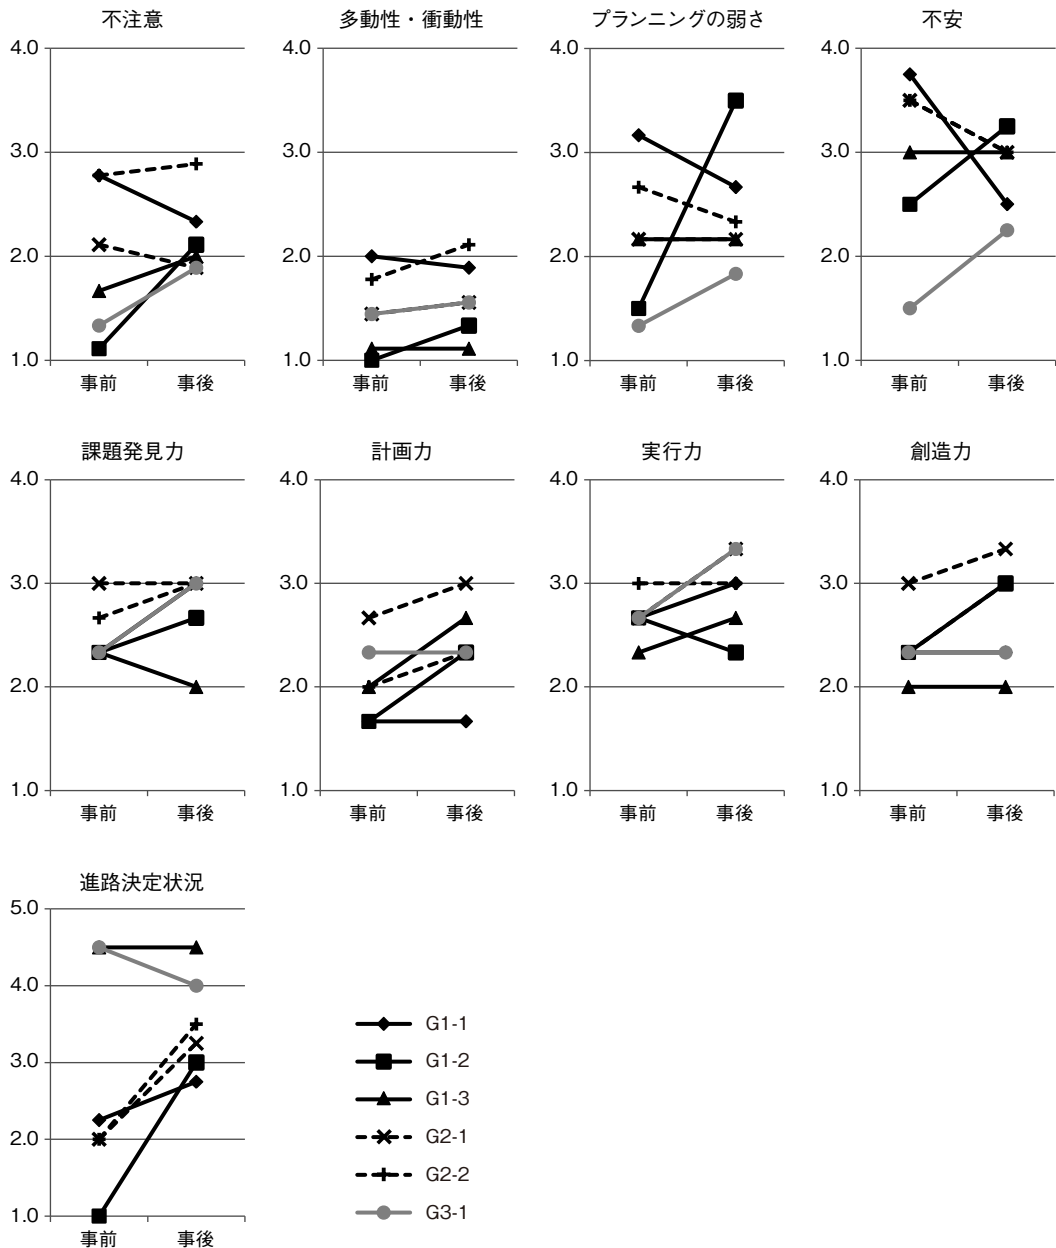 不注意
多動性・衝動性
プランニングの弱さ
不安
4.0
3.0
2.0
1.0
事前
事後
4.0
3.0
2.0
1.0
事前
事後
4.0
3.0
2.0
1.0
事前
事後
4.0
3.0
2.0
1.0
事前
事後
課題発見力
計画力
実行力
創造力
4.0
3.0
2.0
1.0
事前
事後
4.0
3.0
2.0
1.0
事前
事後
4.0
3.0
2.0
1.0
事前
事後
4.0
3.0
2.0
1.0
事前
事後
進路決定状況
5.0
4.0
3.0
2.0
1.0
事前
事後
G1-1
G1-2
G1-3
G2-1
G2-2
G3-1